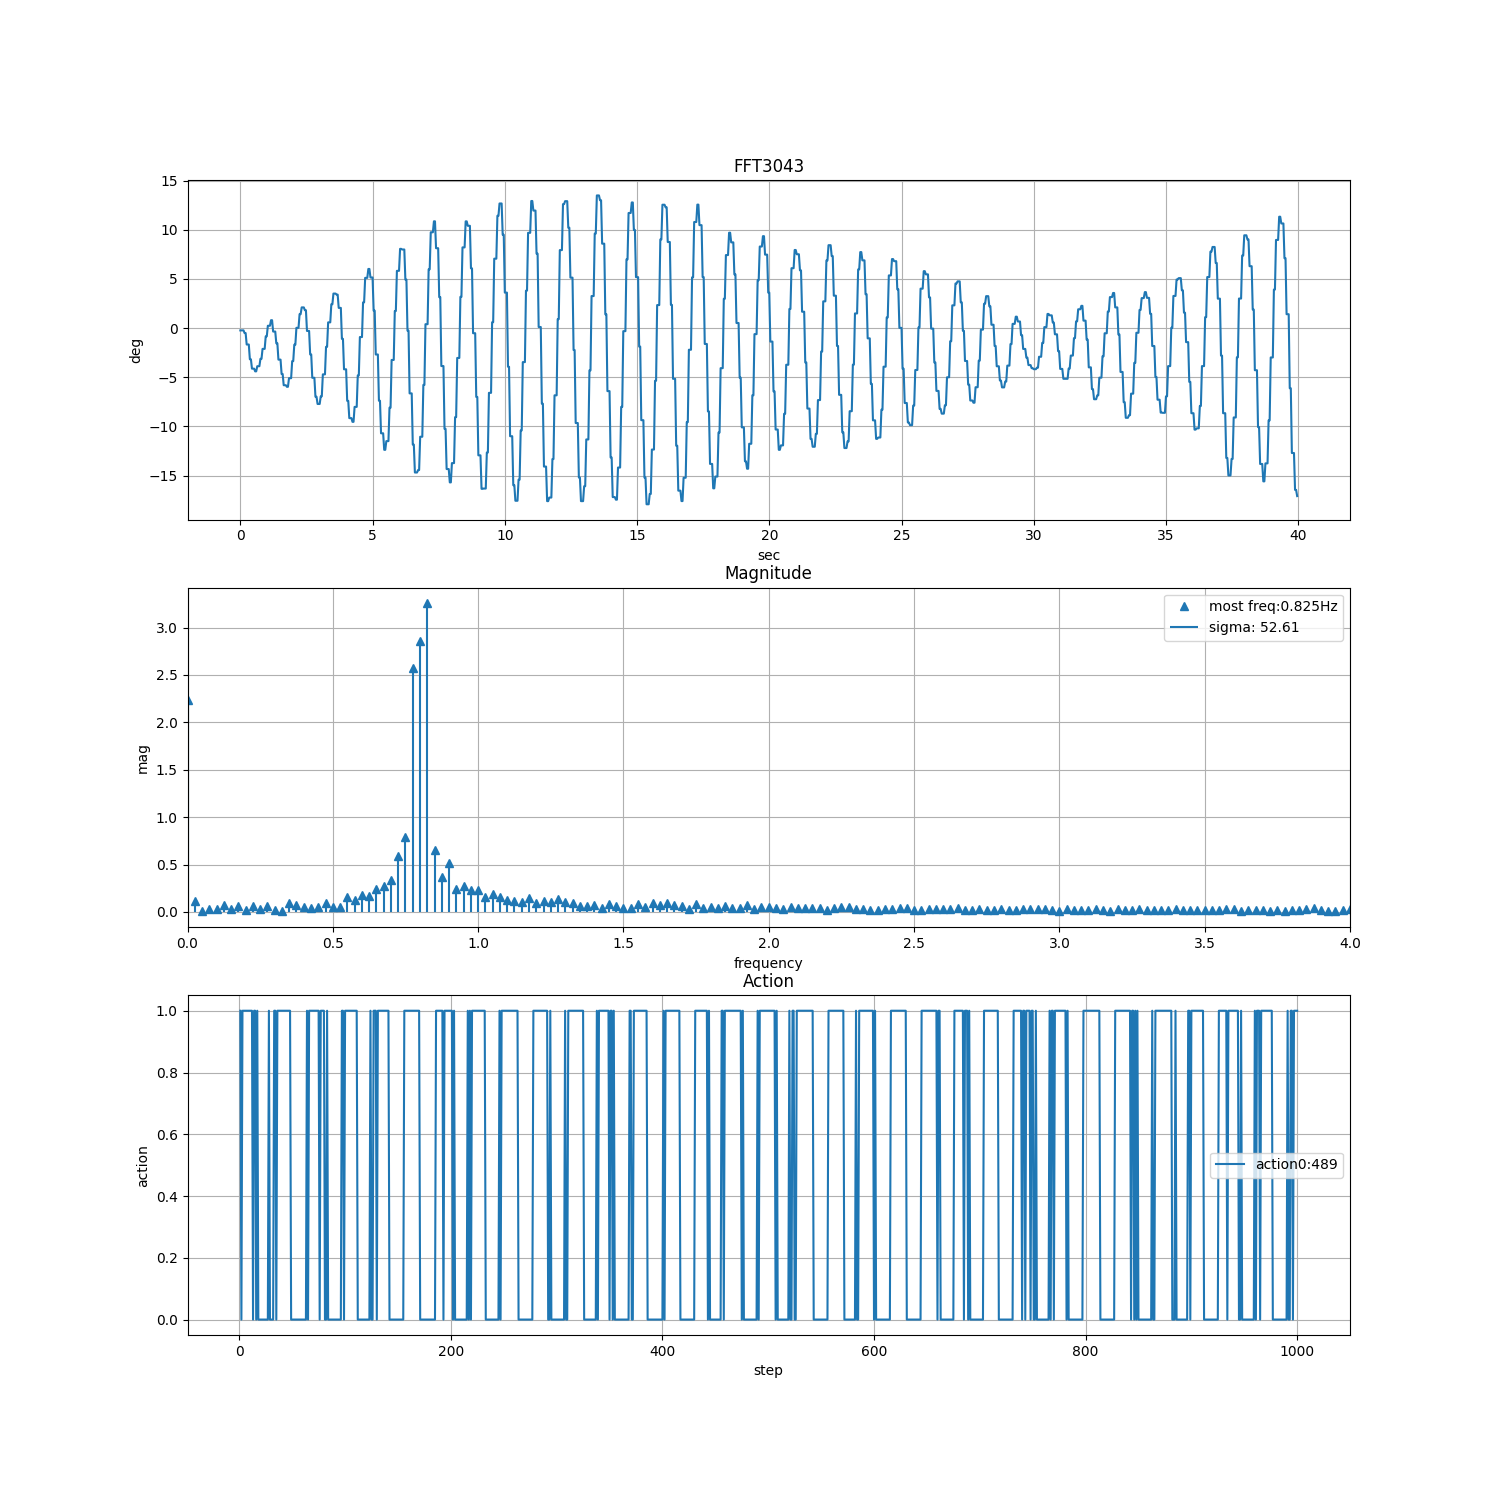 FFT3043
15
10
5
0
−5
−10
−15
deg
0 5 10 15 20 25 30 35 40
sec
Magnitude
most freq:0.825Hz
sigma: 52.61
3.0
2.5
2.0
1.5
1.0
0.5
0.0
mag
0.0 0.5 1.0 1.5 2.0 2.5 3.0 3.5 4.0
frequency
Action
1.0
0.8
0.6
0.4
0.2
0.0
action
action0:489
0 200 400 600 800 1000
step